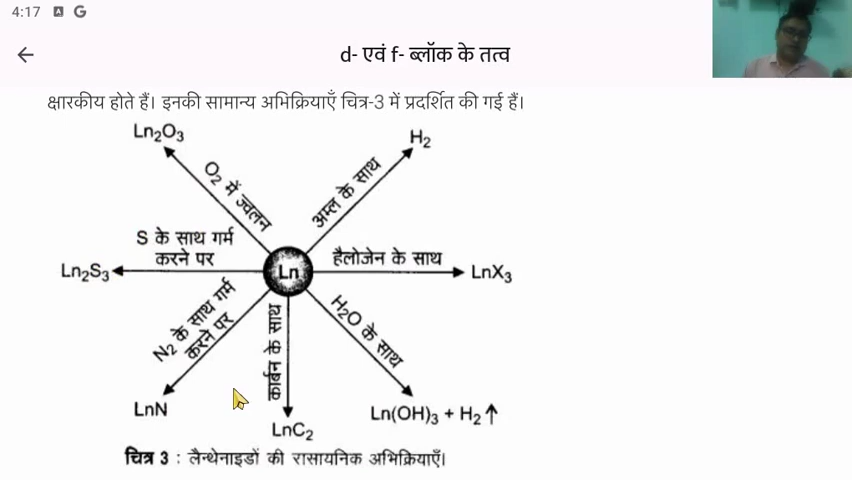 4:17 A G
d- एवं f- ब्लॉक के तत्व
क्षारकीय होते हैं। इनकी सामान्य अभिक्रियाएँ चित्र-3 में प्रदर्शित की गई हैं।
Ln₂O₃
H₂
O₂ में ज्वलन
अम्ल के साथ
S के साथ गर्म
करने पर
हैलोजेन के साथ
Ln₂S₃
Ln
LnX₃
N₂ के साथ गर्म
करने पर
कार्बन के साथ
H₂O के साथ
LnN
LnC₂
Ln(OH)₃ + H₂↑
चित्र 3 : लैन्थेनाइडों की रासायनिक अभिक्रियाएँ।